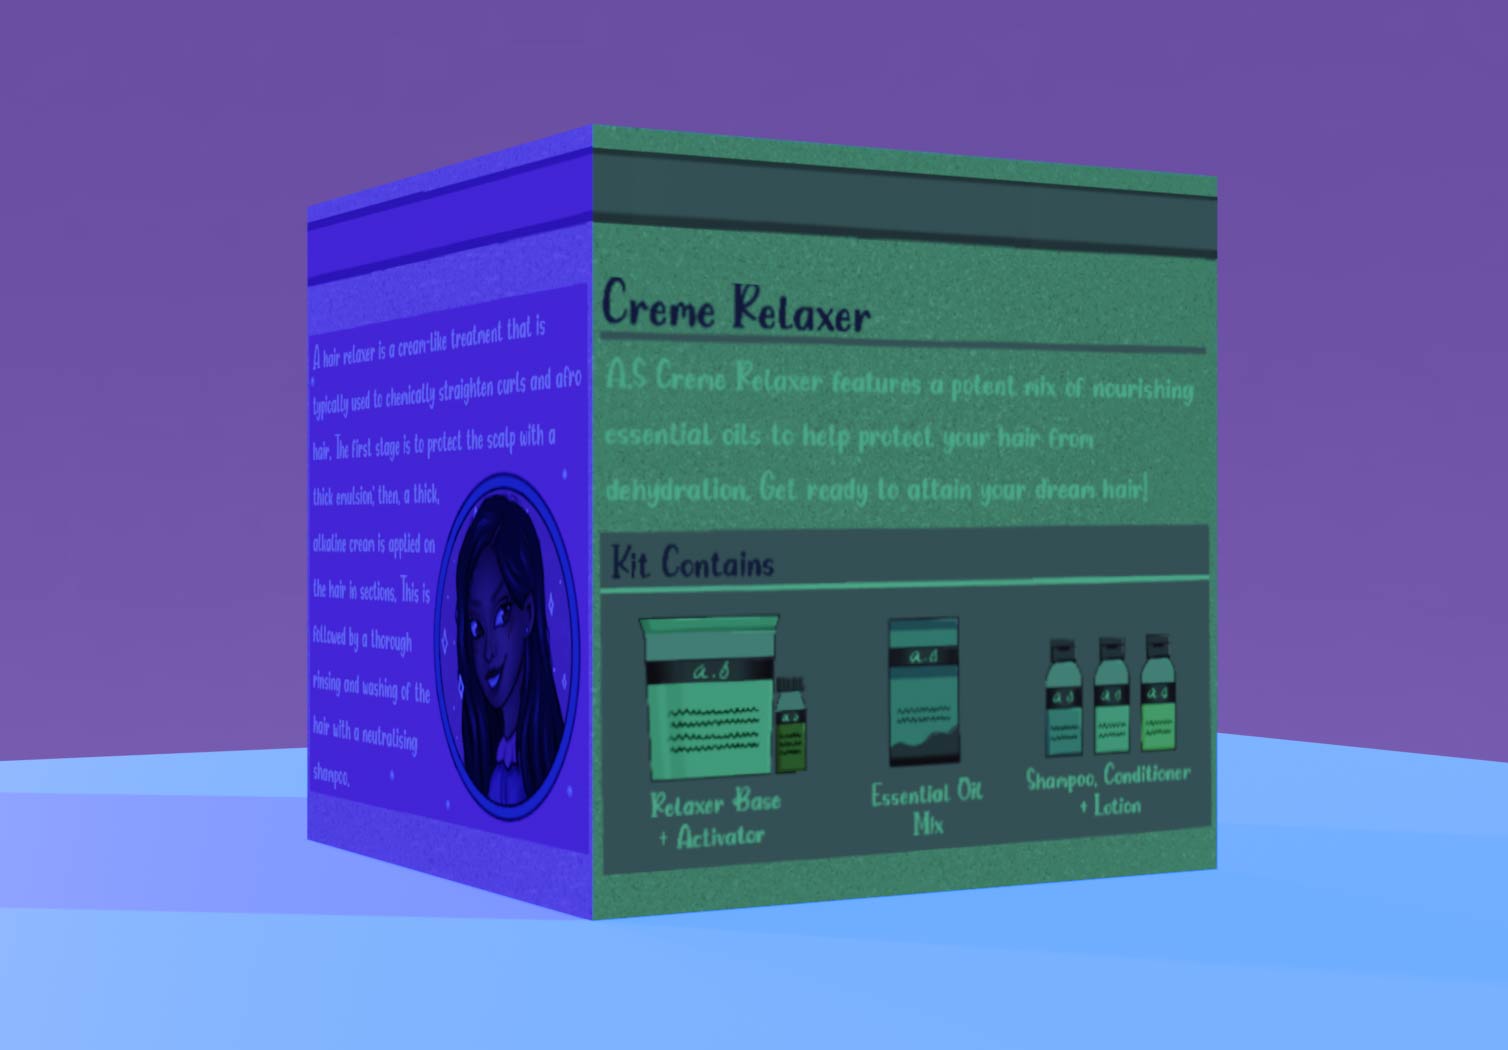 A hair relaxer is a cream-like treatment that is
typically used to chemically straighten curls and afro
hair. The first stage is to protect the scalp with a
thick emulsion; then, a thick,
alkaline cream is applied on
the hair in sections. This is
followed by a thorough
rinsing and washing of the
hair with a neutralising
shampoo.
Creme Relaxer
A.S Creme Relaxer features a potent mix of nourishing
essential oils to help protect your hair from
dehydration. Get ready to attain your dream hair!
Kit Contains
a.s
a.s
a.s
a.s
a.s
a.s
Relaxer Base
+ Activator
Essential Oil
Mix
Shampoo, Conditioner
+ Lotion